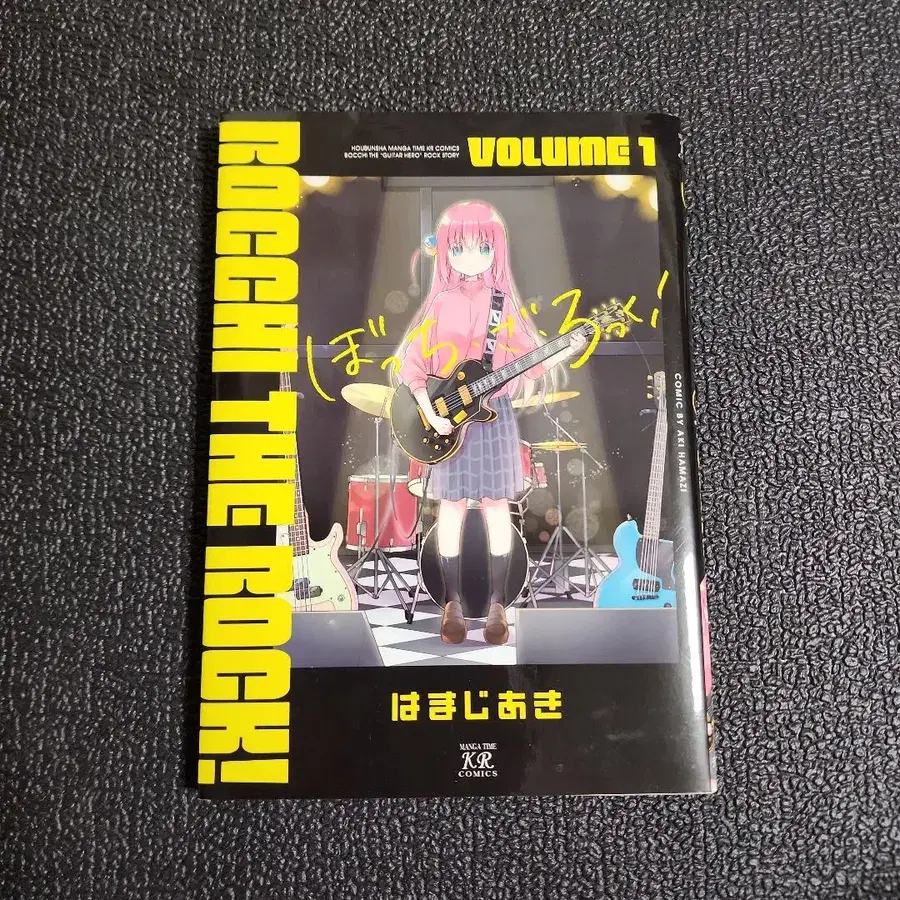 BOCCHI THE ROCK!
HOUBUNSHA MANGA TIME KR COMICS
BOCCHI THE "GUITAR HERO" ROCK STORY
VOLUME 1
ぼっち・ざ・ろっく!
COMIC BY AKI HAMAZI
はまじあき
MANGA TIME
KR
COMICS